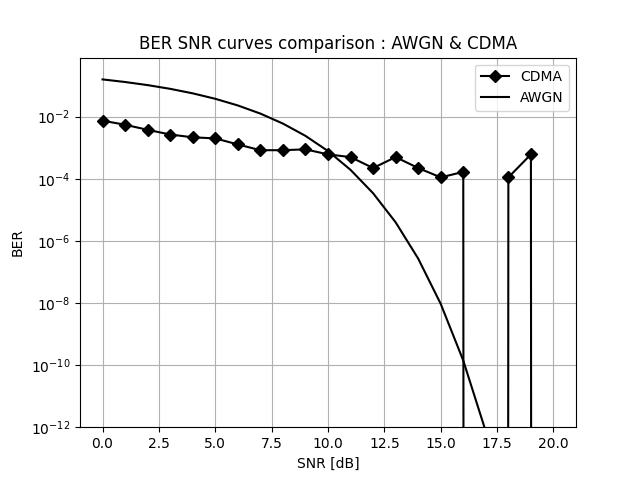 BER SNR curves comparison : AWGN & CDMA
CDMA
AWGN
BER
10⁻²
10⁻⁴
10⁻⁶
10⁻⁸
10⁻¹⁰
10⁻¹²
0.0 2.5 5.0 7.5 10.0 12.5 15.0 17.5 20.0
SNR [dB]